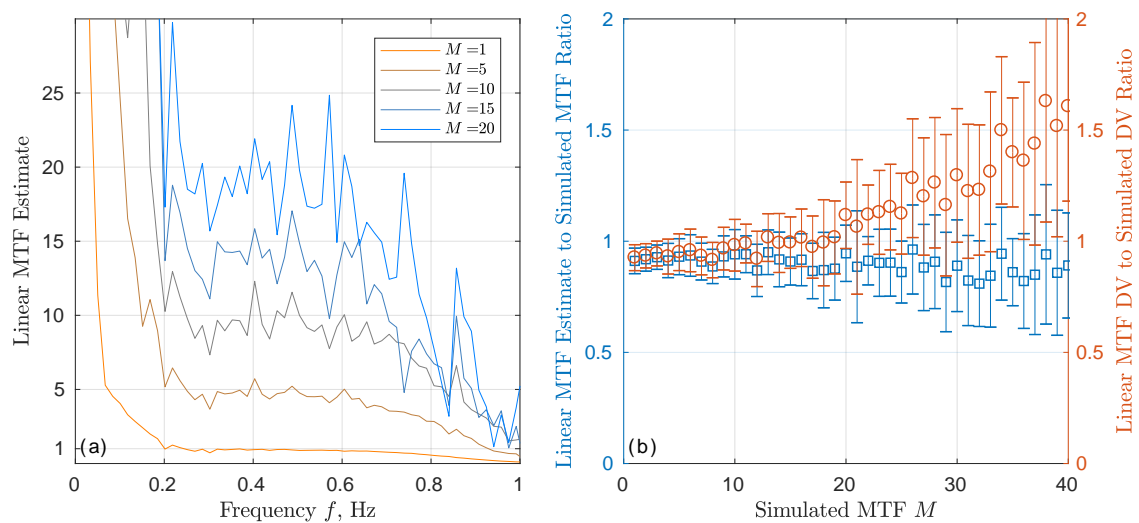 Linear MTF Estimate
25
20
15
10
5
1
M =1
M =5
M =10
M =15
M =20
(a)
0
0.2
0.4
0.6
0.8
1
Frequency f, Hz
Linear MTF Estimate to Simulated MTF Ratio
2
1.5
1
0.5
0
(b)
0
10
20
30
40
Simulated MTF M
2
1.5
1
0.5
0
Linear MTF DV to Simulated DV Ratio